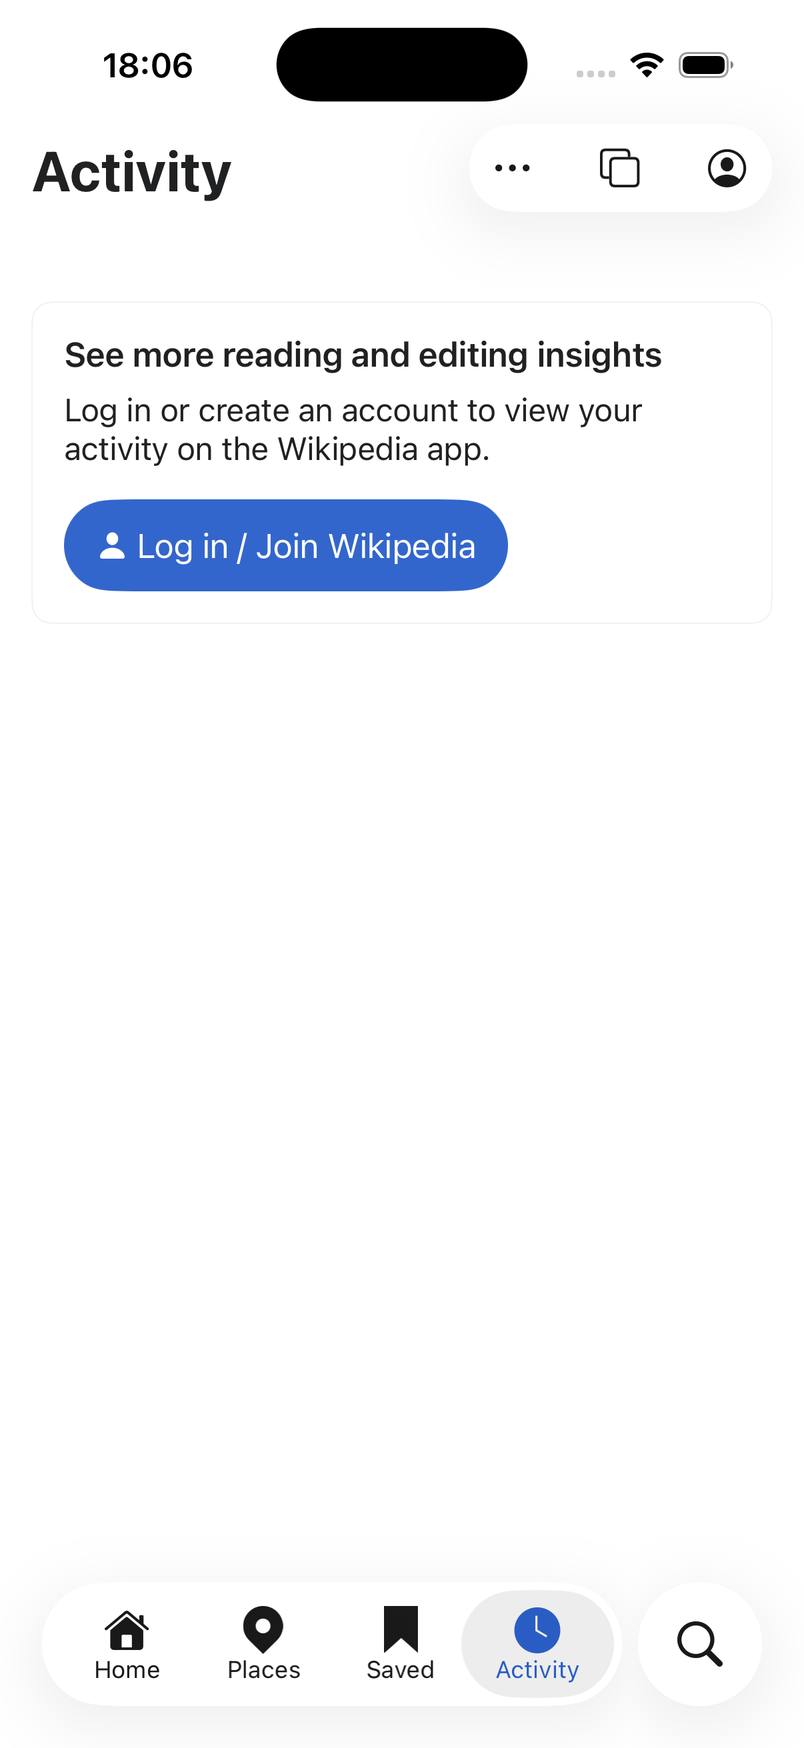 18:06
Activity
See more reading and editing insights
Log in or create an account to view your
activity on the Wikipedia app.
Log in / Join Wikipedia
Home
Places
Saved
Activity